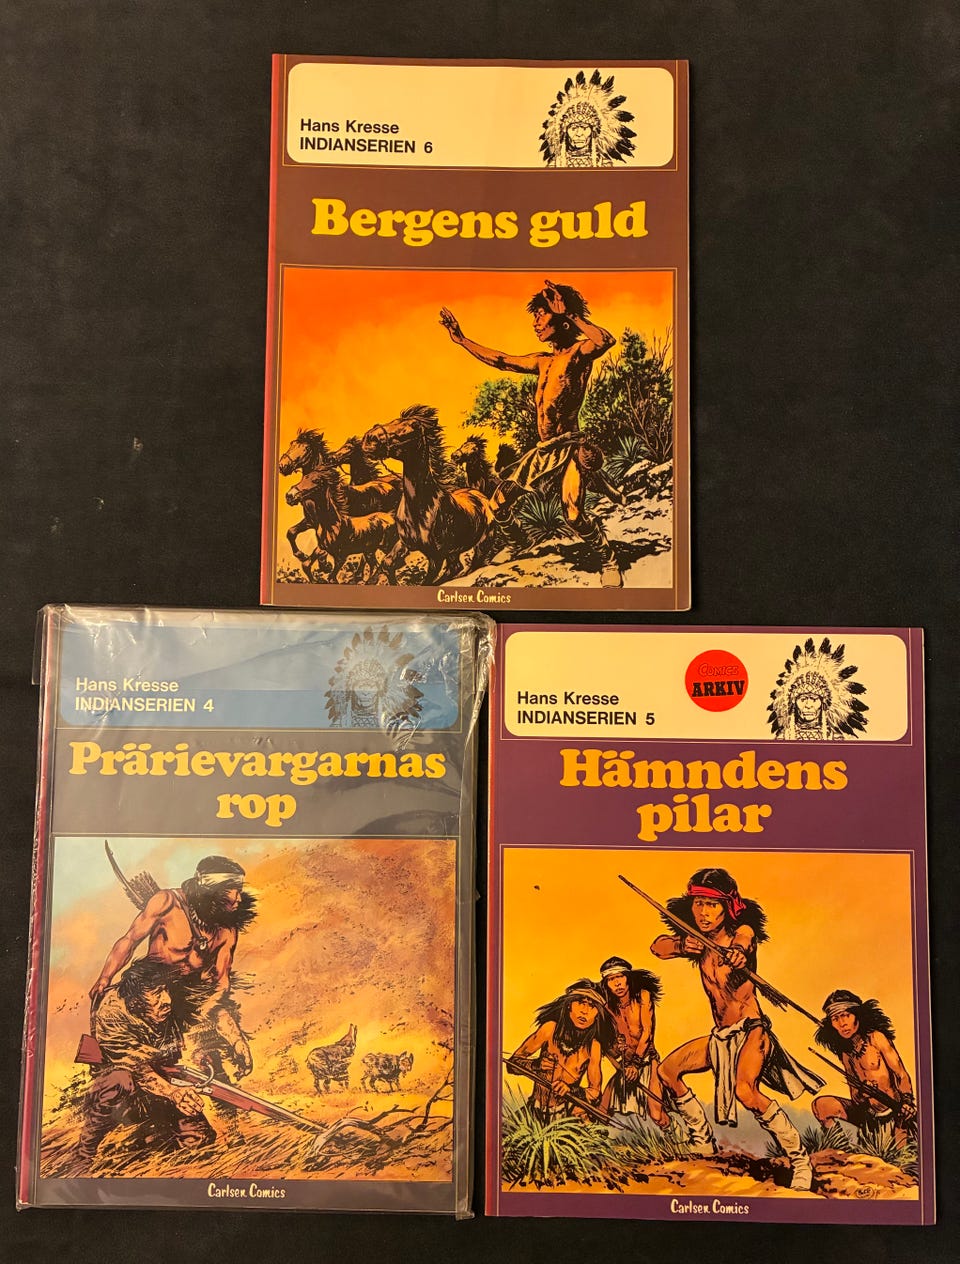 Hans Kresse
INDIANSERIEN 6
Bergens guld
Carlsen Comics
Hans Kresse
INDIANSERIEN 4
Prärievargarnas
rop
Carlsen Comics
Hans Kresse
INDIANSERIEN 5
COMICS
ARKIV
Hämndens
pilar
Carlsen Comics